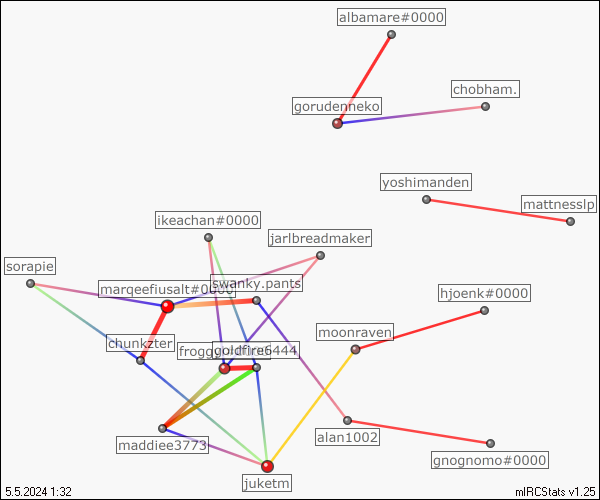 albamare#0000
chobham.
gorudenneko
yoshimanden
mattnesslp
ikeachan#0000
jarlbreadmaker
sorapie
swanky.pants
marqeefiusalt#0000
hjoenk#0000
moonraven
chunkzter
goldfire6444
alan1002
maddiee3773
gnognomo#0000
juketm
5.5.2024 1:32
mIRCStats v1.25